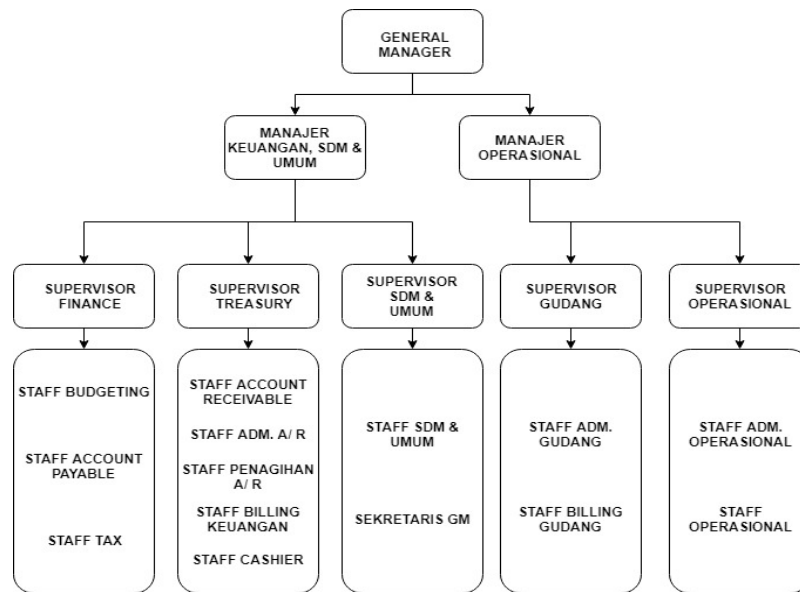 GENERAL
MANAGER
MANAJER
KEUANGAN, SDM &
UMUM
MANAJER
OPERASIONAL
SUPERVISOR
FINANCE
SUPERVISOR
TREASURY
SUPERVISOR
SDM &
UMUM
SUPERVISOR
GUDANG
SUPERVISOR
OPERASIONAL
STAFF BUDGETING
STAFF ACCOUNT
PAYABLE
STAFF TAX
STAFF ACCOUNT
RECEIVABLE
STAFF ADM. A/ R
STAFF PENAGIHAN
A/ R
STAFF BILLING
KEUANGAN
STAFF CASHIER
STAFF SDM &
UMUM
SEKRETARIS GM
STAFF ADM.
GUDANG
STAFF BILLING
GUDANG
STAFF ADM.
OPERASIONAL
STAFF
OPERASIONAL